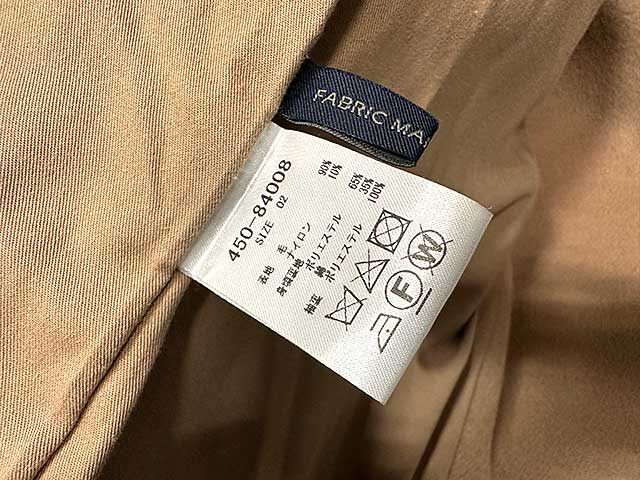 FABRIC MA
450-84008
SIZE 02
表地 毛 90%
ナイロン 10%
身頃裏地 ポリエステル 65%
綿 35%
袖裏 ポリエステル 100%
F
W